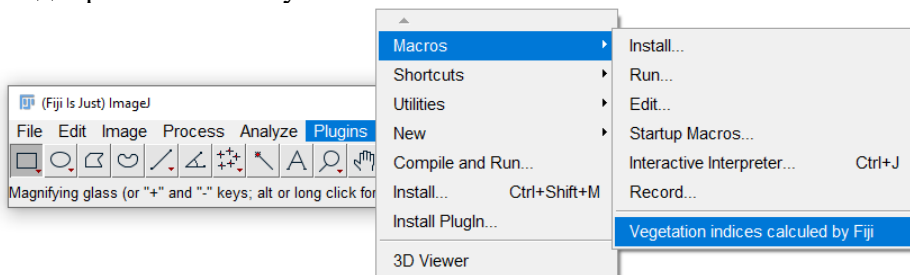 (Fiji Is Just) ImageJ
File Edit Image Process Analyze Plugins
A
Magnifying glass (or "+" and "-" keys; alt or long click for
Macros
Shortcuts
Utilities
New
Compile and Run...
Install... Ctrl+Shift+M
Install PlugIn...
3D Viewer
Install...
Run...
Edit...
Startup Macros...
Interactive Interpreter... Ctrl+J
Record...
Vegetation indices calculed by Fiji